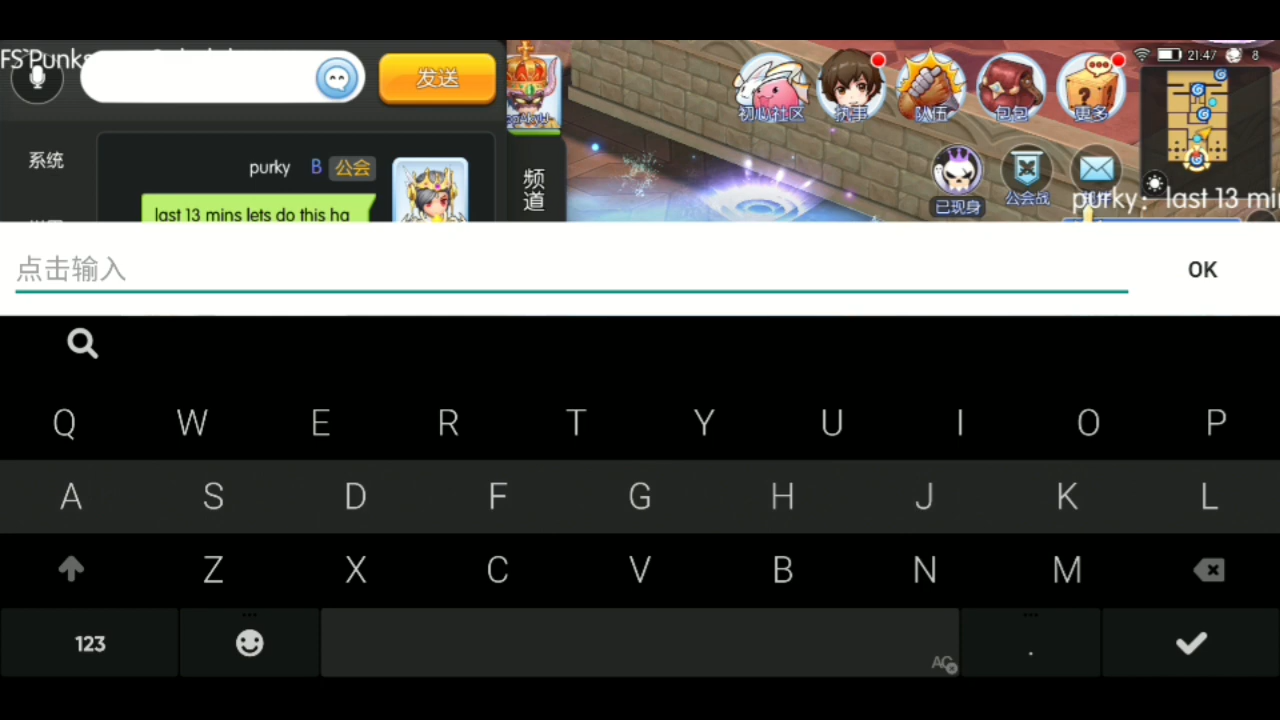 FS Punks
发送
21:47
8
初心社区
执事
队伍
包包
更多
系统
purky B 公会
频道
last 13 mins lets do this ha
已现身
公会战
purky: last 13 mi
点击输入
OK
Q W E R T Y U I O P
A S D F G H J K L
Z X C V B N M
123
.